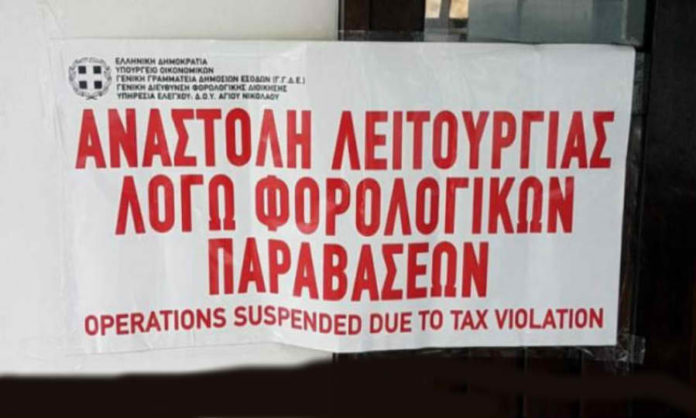 ΕΛΛΗΝΙΚΗ ΔΗΜΟΚΡΑΤΙΑ
ΥΠΟΥΡΓΕΙΟ ΟΙΚΟΝΟΜΙΚΩΝ
ΓΕΝΙΚΗ ΓΡΑΜΜΑΤΕΙΑ ΔΗΜΟΣΙΩΝ ΕΣΟΔΩΝ (Γ.Γ.Δ.Ε.)
ΓΕΝΙΚΗ ΔΙΕΥΘΥΝΣΗ ΦΟΡΟΛΟΓΙΚΗΣ ΔΙΟΙΚΗΣΗΣ
ΥΠΗΡΕΣΙΑ ΕΛΕΓΧΟΥ: Δ.Ο.Υ. ΑΓΙΟΥ ΝΙΚΟΛΑΟΥ
ΑΝΑΣΤΟΛΗ ΛΕΙΤΟΥΡΓΙΑΣ
ΛΟΓΩ ΦΟΡΟΛΟΓΙΚΩΝ
ΠΑΡΑΒΑΣΕΩΝ
OPERATIONS SUSPENDED DUE TO TAX VIOLATION